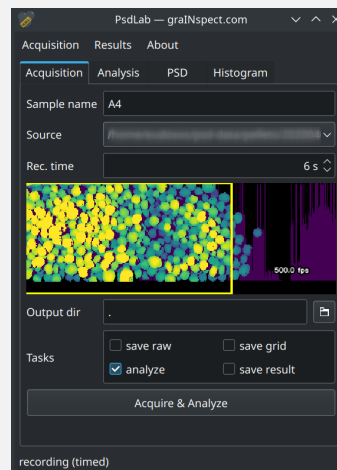 PsdLab — graINspect.com
Acquisition Results About
Acquisition Analysis PSD Histogram
Sample name A4
Source
Rec. time 6 s
500.0 fps
Output dir .
Tasks
save raw save grid
analyze save result
Acquire & Analyze
recording (timed)